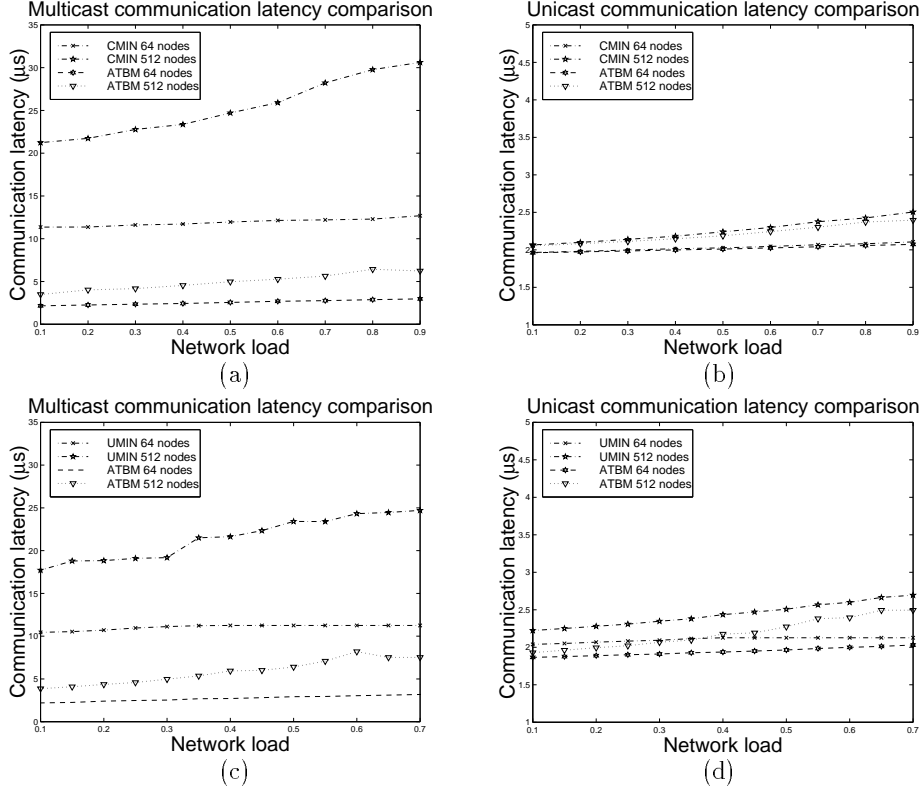 Multicast communication latency comparison
35
30
25
20
15
10
5
0
Communication latency (μs)
CMIN 64 nodes
CMIN 512 nodes
ATBM 64 nodes
ATBM 512 nodes
0.1 0.2 0.3 0.4 0.5 0.6 0.7 0.8 0.9
Network load
(a)
Unicast communication latency comparison
5
4.5
4
3.5
3
2.5
2
1.5
1
Communication latency (μs)
CMIN 64 nodes
CMIN 512 nodes
ATBM 64 nodes
ATBM 512 nodes
0.1 0.2 0.3 0.4 0.5 0.6 0.7 0.8 0.9
Network load
(b)
Multicast communication latency comparison
35
30
25
20
15
10
5
0
Communication latency (μs)
UMIN 64 nodes
UMIN 512 nodes
ATBM 64 nodes
ATBM 512 nodes
0.1 0.2 0.3 0.4 0.5 0.6 0.7
Network load
(c)
Unicast communication latency comparison
5
4.5
4
3.5
3
2.5
2
1.5
1
Communication latency (μs)
UMIN 64 nodes
UMIN 512 nodes
ATBM 64 nodes
ATBM 512 nodes
0.1 0.2 0.3 0.4 0.5 0.6 0.7
Network load
(d)